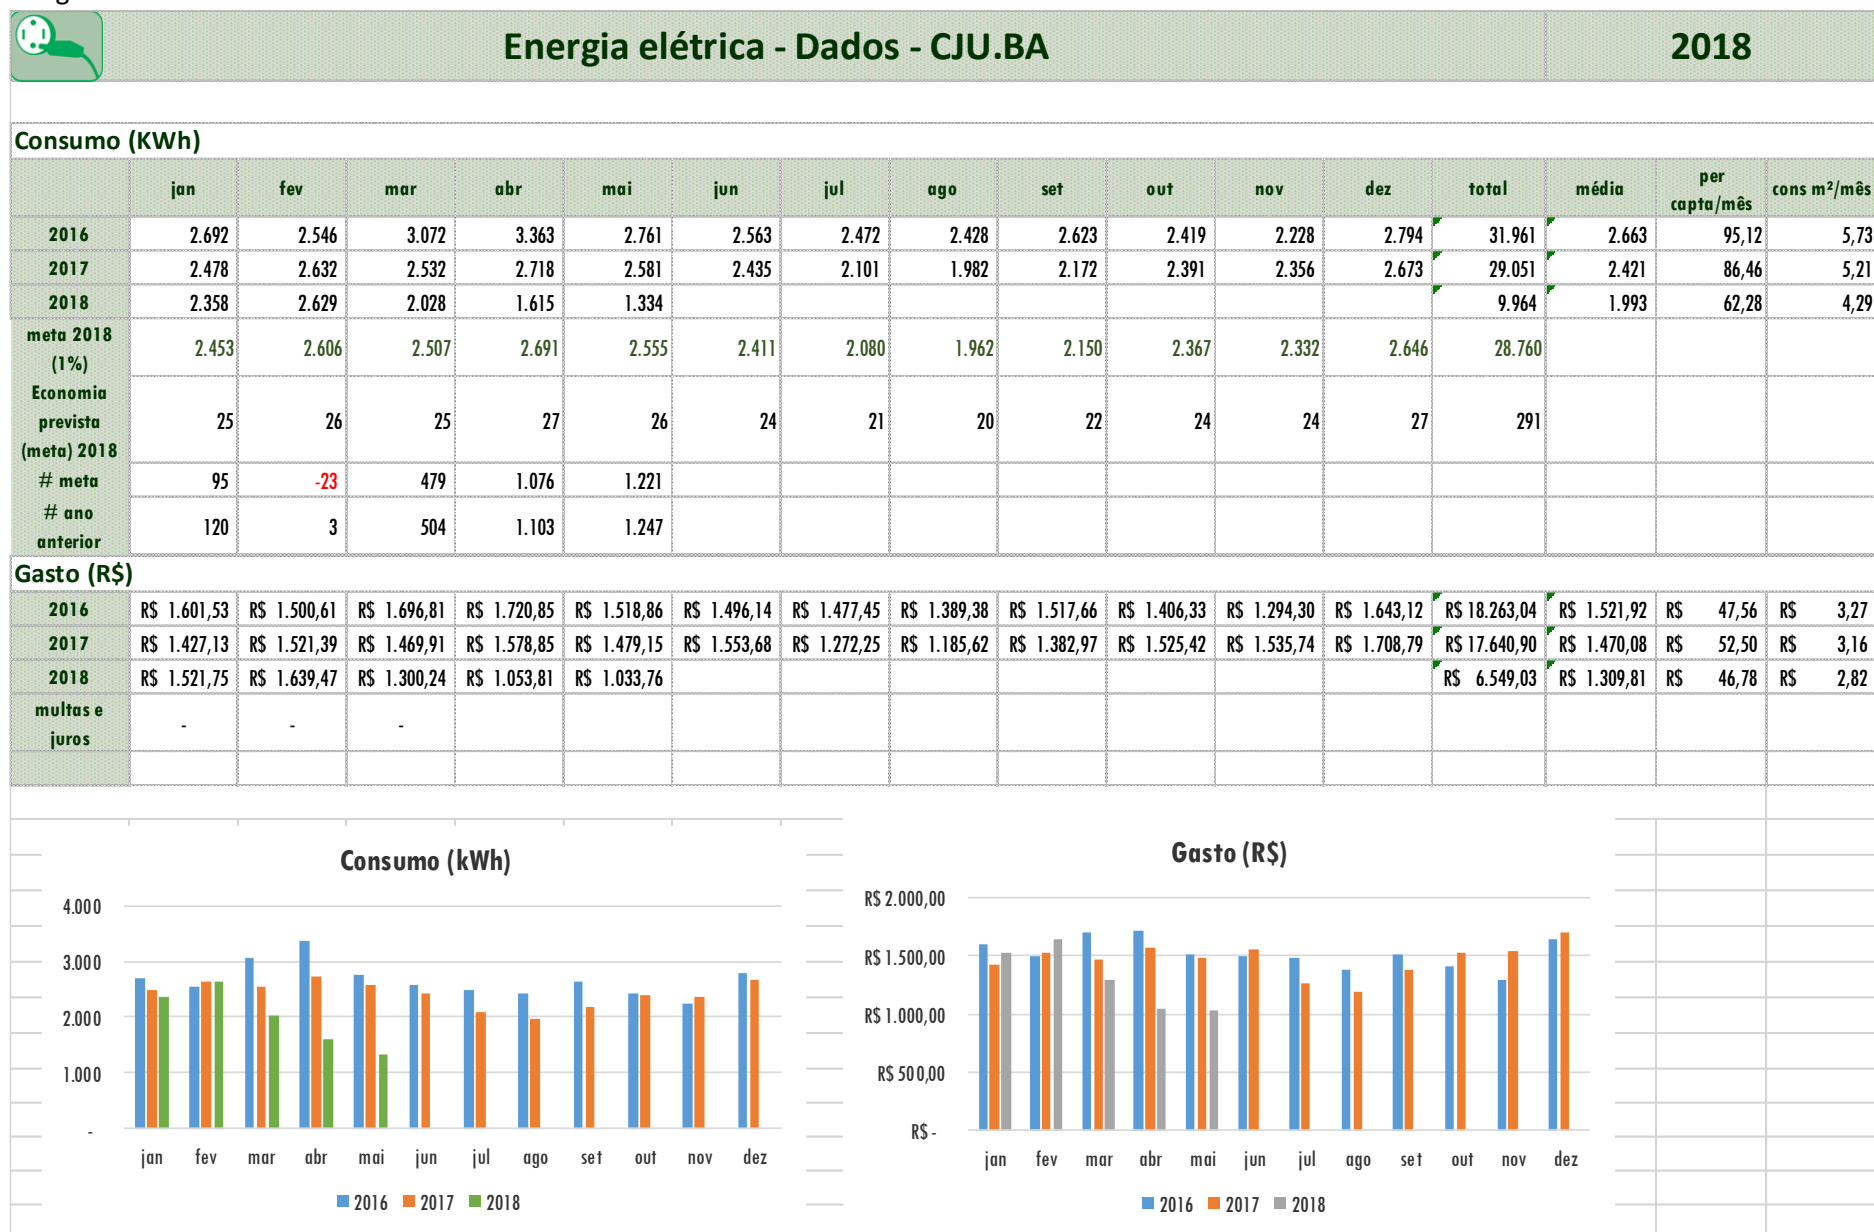 Energia elétrica - Dados - CJU.BA 2018
Consumo (KWh)
jan fev mar abr mai jun jul ago set out nov dez total média per capta/mês cons m²/mês
2016 2.692 2.546 3.072 3.363 2.761 2.563 2.472 2.428 2.623 2.419 2.228 2.794 31.961 2.663 95,12 5,73
2017 2.478 2.632 2.532 2.718 2.581 2.435 2.101 1.982 2.172 2.391 2.356 2.673 29.051 2.421 86,46 5,21
2018 2.358 2.629 2.028 1.615 1.334 9.964 1.993 62,28 4,29
meta 2018 (1%) 2.453 2.606 2.507 2.691 2.555 2.411 2.080 1.962 2.150 2.367 2.332 2.646 28.760
Economia prevista (meta) 2018 25 26 25 27 26 24 21 20 22 24 24 27 291
# meta 95 -23 479 1.076 1.221
# ano anterior 120 3 504 1.103 1.247
Gasto (R$)
2016 R$ 1.601,53 R$ 1.500,61 R$ 1.696,81 R$ 1.720,85 R$ 1.518,86 R$ 1.496,14 R$ 1.477,45 R$ 1.389,38 R$ 1.517,66 R$ 1.406,33 R$ 1.294,30 R$ 1.643,12 R$ 18.263,04 R$ 1.521,92 R$ 47,56 R$ 3,27
2017 R$ 1.427,13 R$ 1.521,39 R$ 1.469,91 R$ 1.578,85 R$ 1.479,15 R$ 1.553,68 R$ 1.272,25 R$ 1.185,62 R$ 1.382,97 R$ 1.525,42 R$ 1.535,74 R$ 1.708,79 R$ 17.640,90 R$ 1.470,08 R$ 52,50 R$ 3,16
2018 R$ 1.521,75 R$ 1.639,47 R$ 1.300,24 R$ 1.053,81 R$ 1.033,76 R$ 6.549,03 R$ 1.309,81 R$ 46,78 R$ 2,82
multas e juros - - -
Consumo (kWh)
4.000
3.000
2.000
1.000
-
jan fev mar abr mai jun jul ago set out nov dez
2016 2017 2018
Gasto (R$)
R$ 2.000,00
R$ 1.500,00
R$ 1.000,00
R$ 500,00
R$ -
jan fev mar abr mai jun jul ago set out nov dez
2016 2017 2018